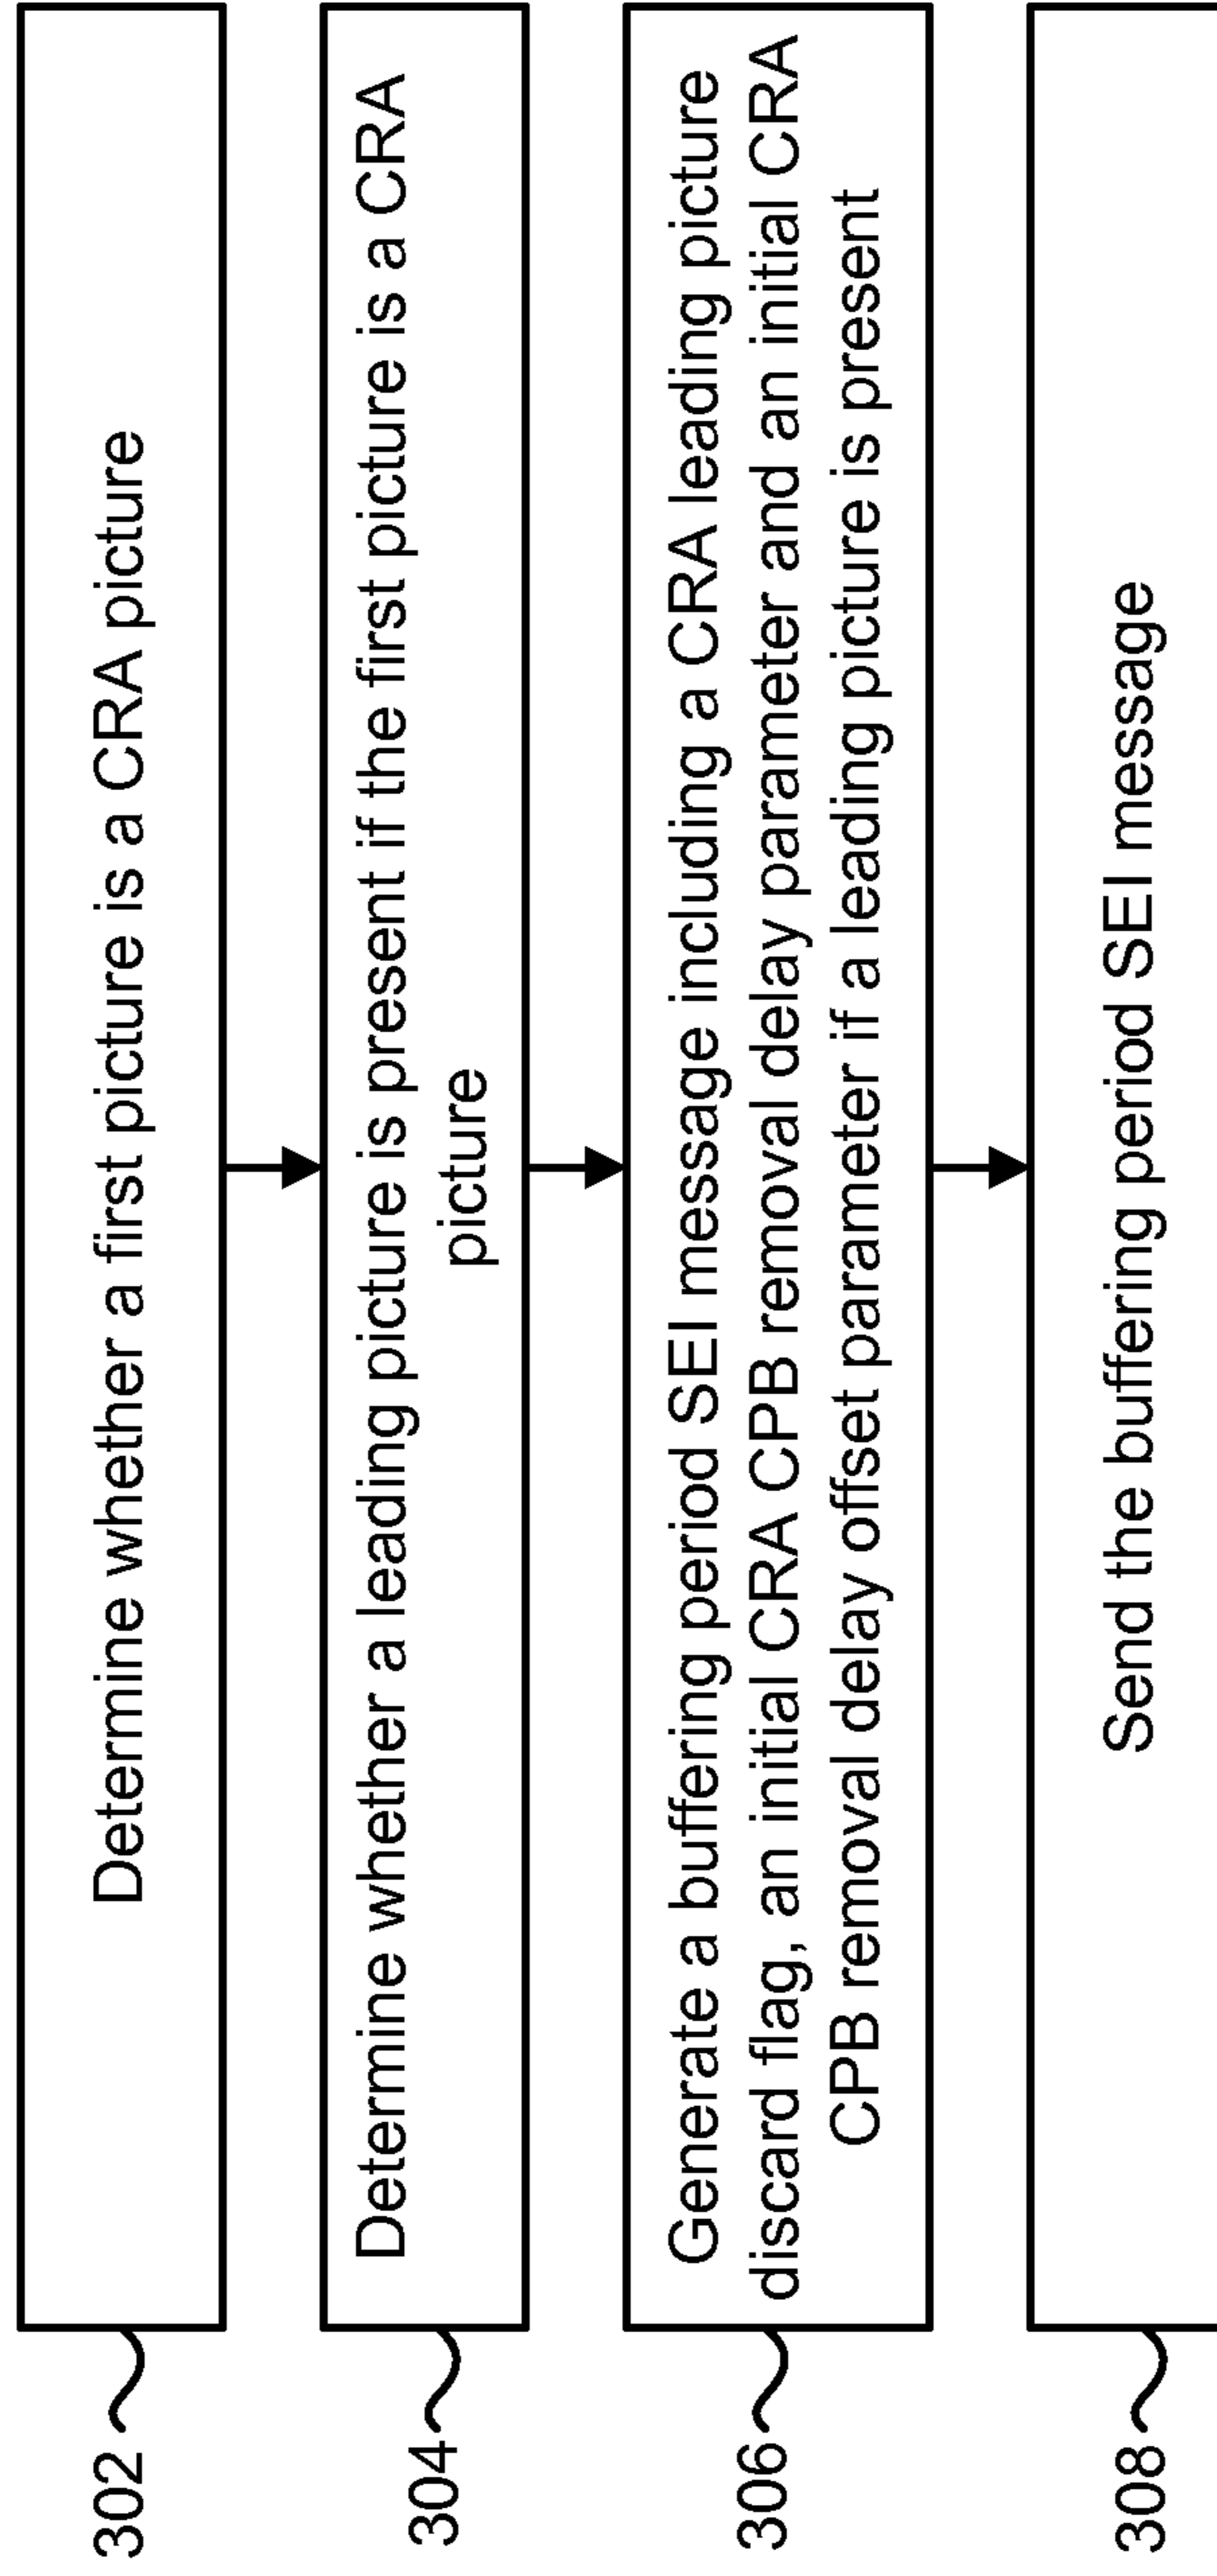 302
Determine whether a first picture is a CRA picture
304
Determine whether a leading picture is present if the first picture is a CRA
picture
306
Generate a buffering period SEI message including a CRA leading picture
discard flag, an initial CRA CPB removal delay parameter and an initial CRA
CPB removal delay offset parameter if a leading picture is present
308
Send the buffering period SEI message